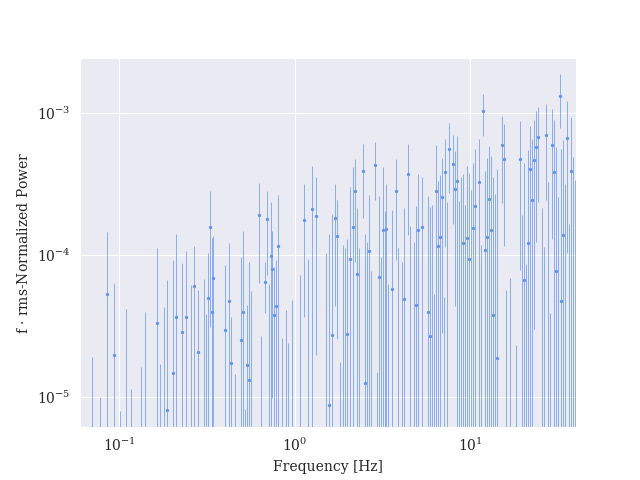 10⁻³
10⁻⁴
10⁻⁵
f · rms-Normalized Power
10⁻¹ 10⁰ 10¹
Frequency [Hz]